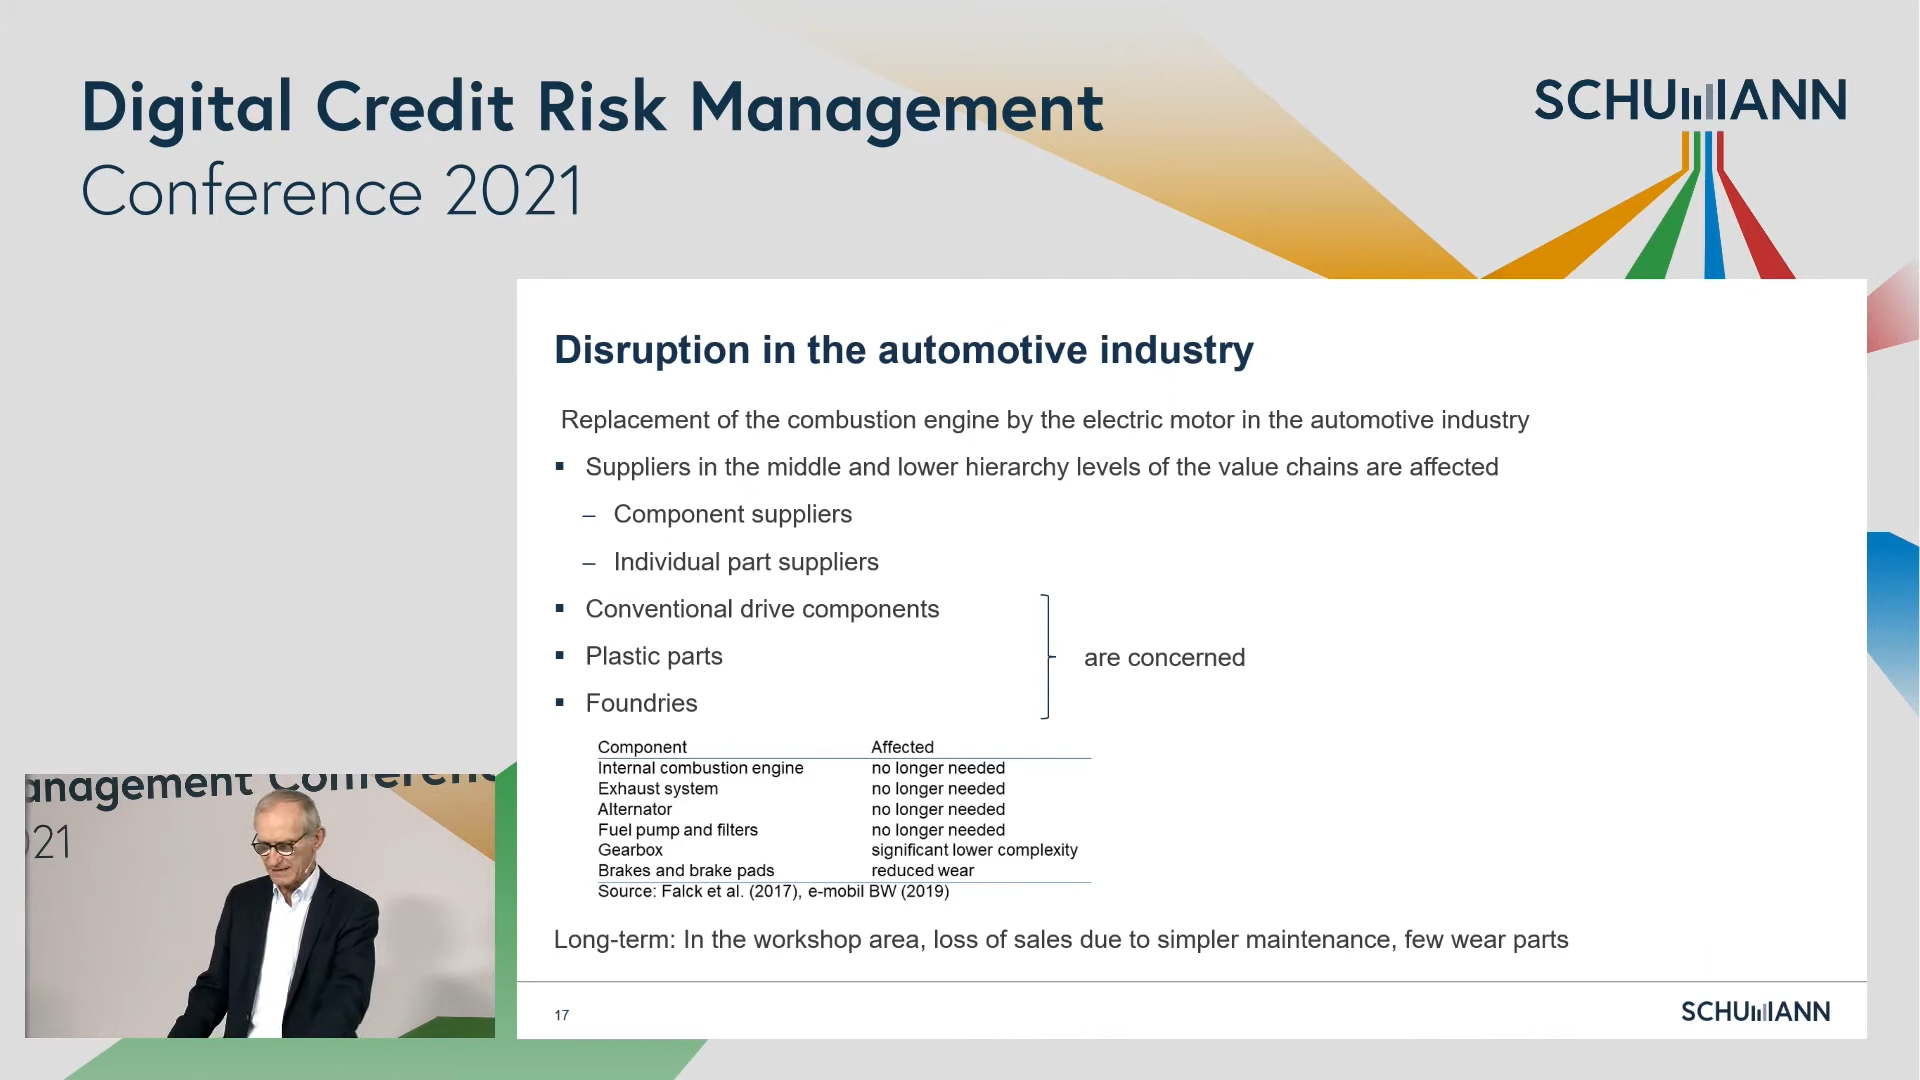 Digital Credit Risk Management
Conference 2021
SCHUMANN
Disruption in the automotive industry
Replacement of the combustion engine by the electric motor in the automotive industry
▪ Suppliers in the middle and lower hierarchy levels of the value chains are affected
– Component suppliers
– Individual part suppliers
▪ Conventional drive components
▪ Plastic parts
▪ Foundries
are concerned
Component Affected
Internal combustion engine no longer needed
Exhaust system no longer needed
Alternator no longer needed
Fuel pump and filters no longer needed
Gearbox significant lower complexity
Brakes and brake pads reduced wear
Source: Falck et al. (2017), e-mobil BW (2019)
Long-term: In the workshop area, loss of sales due to simpler maintenance, few wear parts
17
SCHUMANN
anagement Conferenc
021